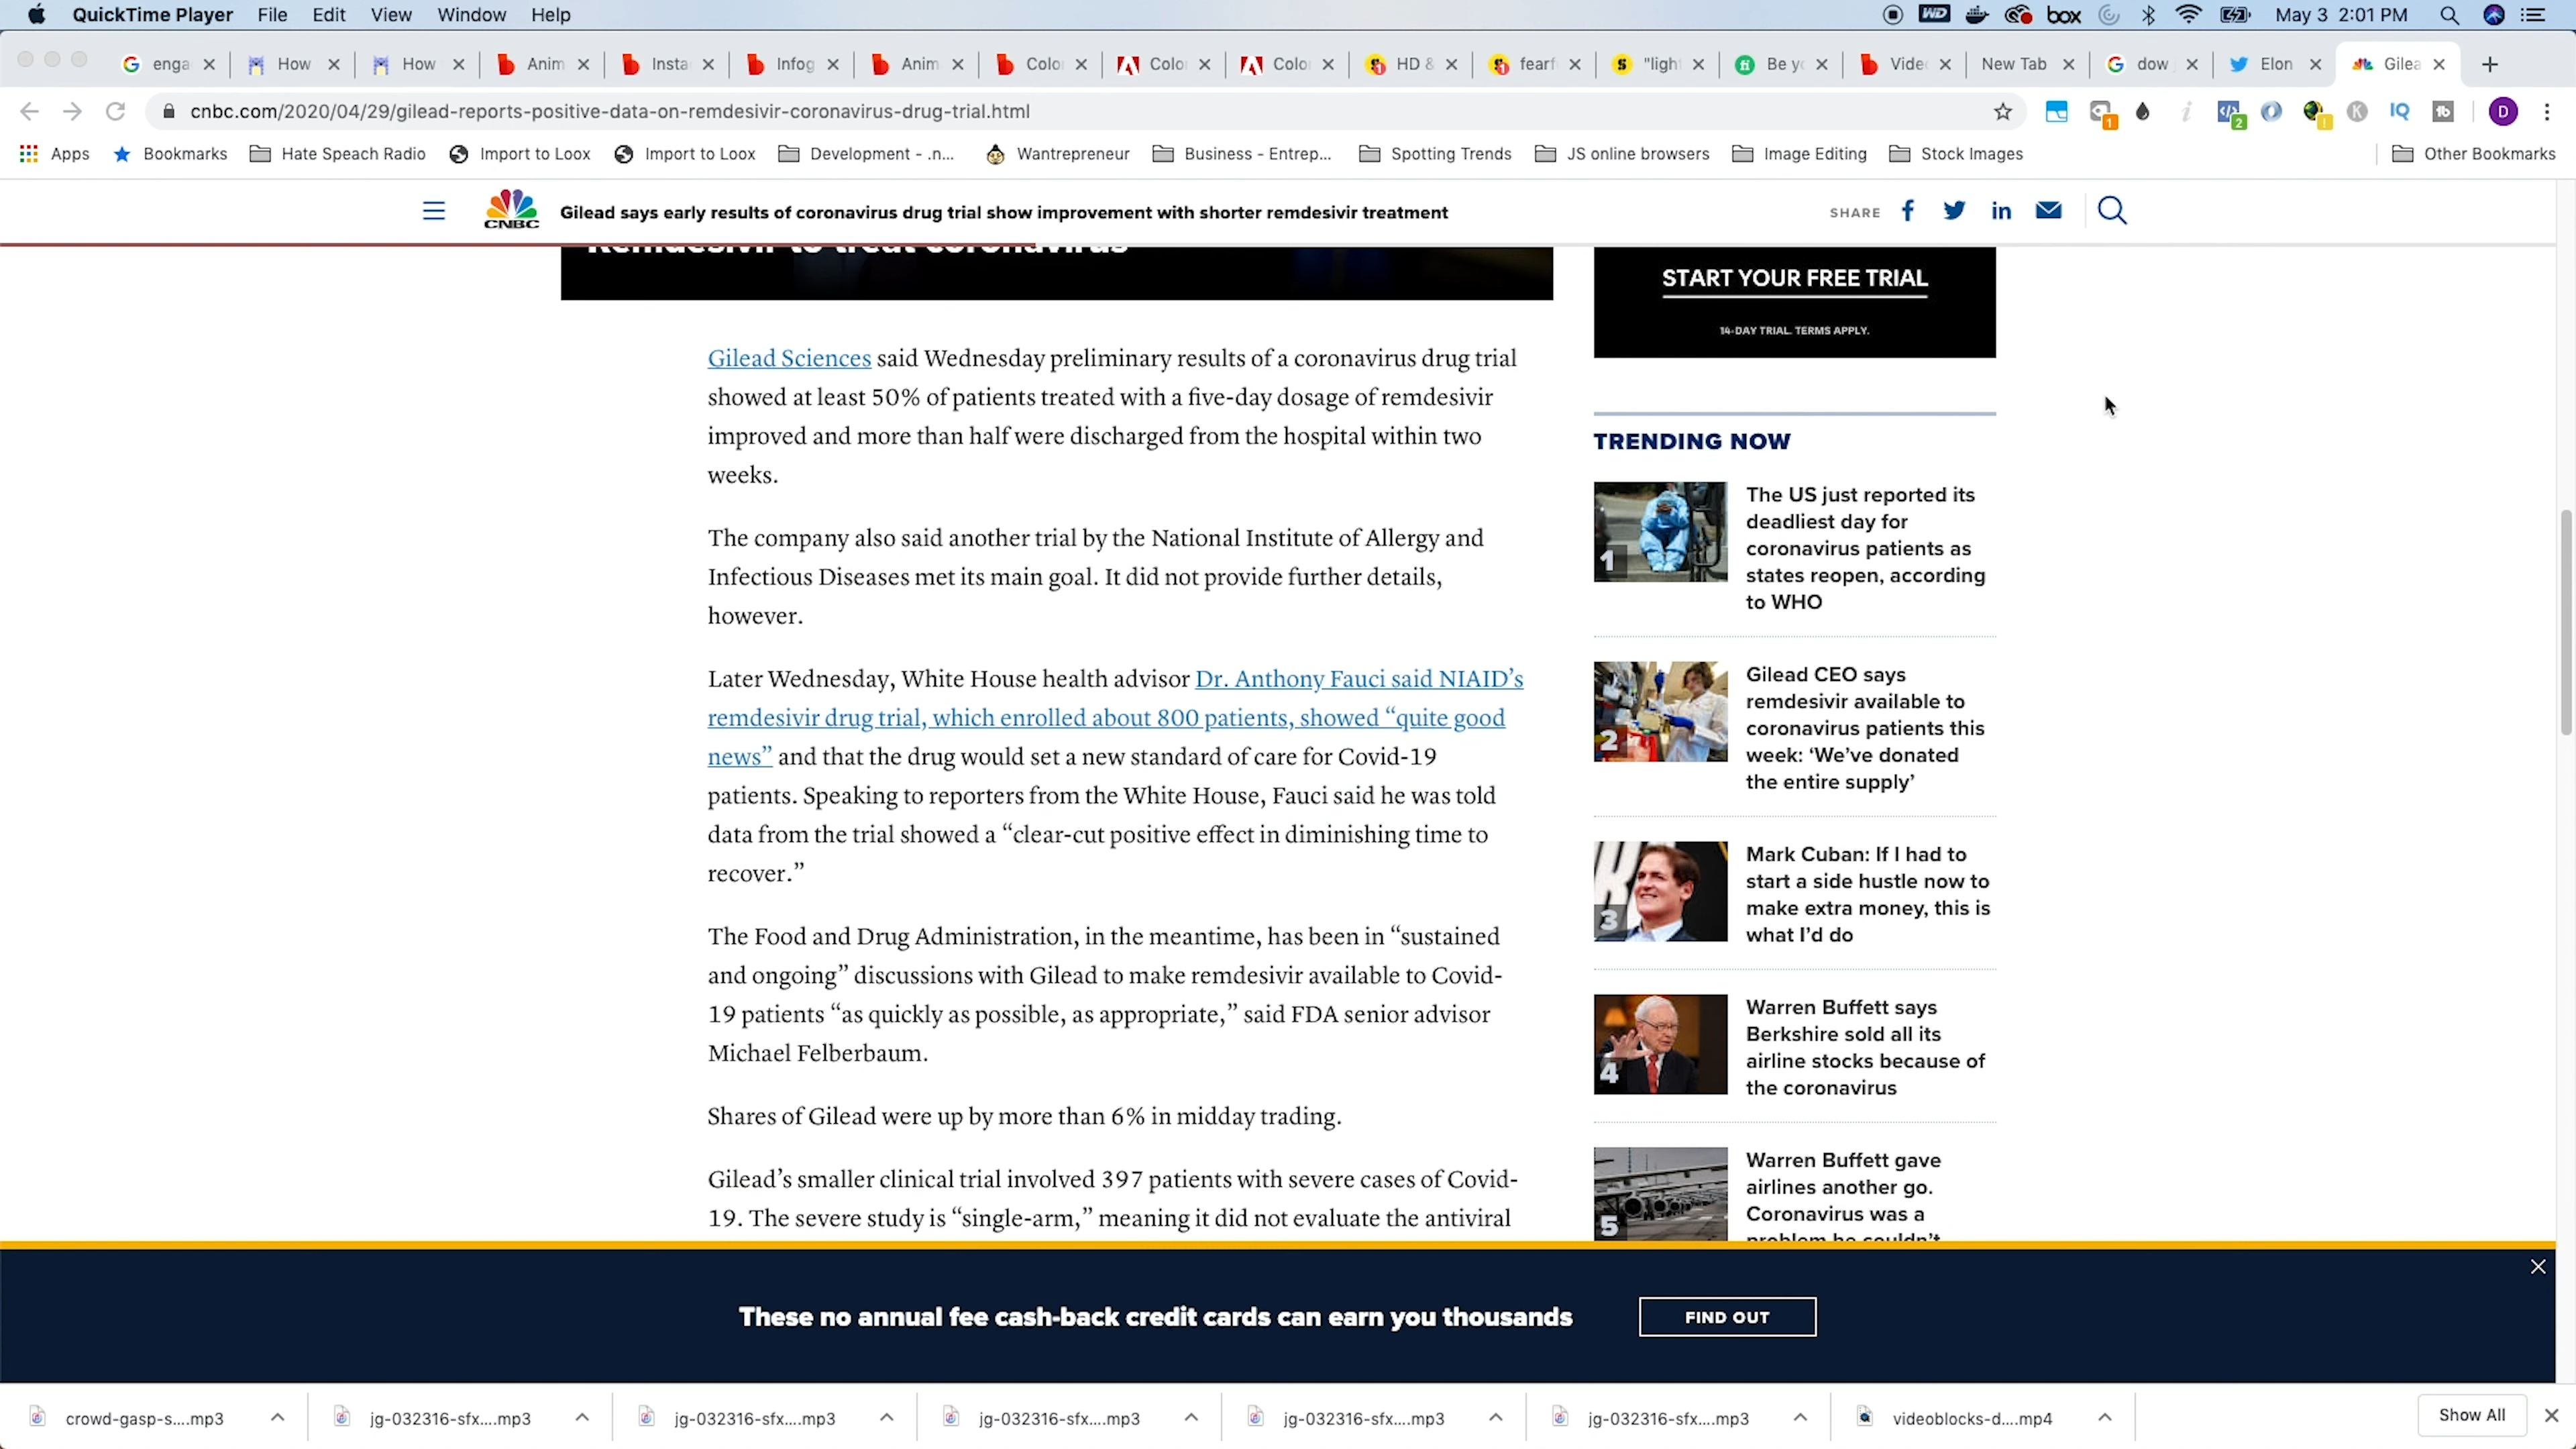 QuickTime Player File Edit View Window Help
WD box May 3 2:01 PM
enga
How
How
Anim
Insta
Infog
Anim
Colo
Colo
Colo
HD &
fearf
"ligh
Be yo
Vide
New Tab
dow
Elon
Gilea
cnbc.com/2020/04/29/gilead-reports-positive-data-on-remdesivir-coronavirus-drug-trial.html
Apps Bookmarks Hate Speach Radio Import to Loox Import to Loox Development - .n... Wantrepreneur Business - Entrep... Spotting Trends JS online browsers Image Editing Stock Images Other Bookmarks
CNBC
Gilead says early results of coronavirus drug trial show improvement with shorter remdesivir treatment
SHARE
Remdesivir to treat coronavirus
Gilead Sciences said Wednesday preliminary results of a coronavirus drug trial
showed at least 50% of patients treated with a five-day dosage of remdesivir
improved and more than half were discharged from the hospital within two
weeks.
The company also said another trial by the National Institute of Allergy and
Infectious Diseases met its main goal. It did not provide further details,
however.
Later Wednesday, White House health advisor Dr. Anthony Fauci said NIAID’s
remdesivir drug trial, which enrolled about 800 patients, showed “quite good
news” and that the drug would set a new standard of care for Covid-19
patients. Speaking to reporters from the White House, Fauci said he was told
data from the trial showed a “clear-cut positive effect in diminishing time to
recover.”
The Food and Drug Administration, in the meantime, has been in “sustained
and ongoing” discussions with Gilead to make remdesivir available to Covid-
19 patients “as quickly as possible, as appropriate,” said FDA senior advisor
Michael Felberbaum.
Shares of Gilead were up by more than 6% in midday trading.
Gilead’s smaller clinical trial involved 397 patients with severe cases of Covid-
19. The severe study is “single-arm,” meaning it did not evaluate the antiviral
START YOUR FREE TRIAL
14-DAY TRIAL. TERMS APPLY.
TRENDING NOW
1
The US just reported its
deadliest day for
coronavirus patients as
states reopen, according
to WHO
2
Gilead CEO says
remdesivir available to
coronavirus patients this
week: ‘We’ve donated
the entire supply’
3
Mark Cuban: If I had to
start a side hustle now to
make extra money, this is
what I’d do
4
Warren Buffett says
Berkshire sold all its
airline stocks because of
the coronavirus
5
Warren Buffett gave
airlines another go.
Coronavirus was a
problem he couldn’t
These no annual fee cash-back credit cards can earn you thousands
FIND OUT
crowd-gasp-s....mp3
jg-032316-sfx....mp3
jg-032316-sfx....mp3
jg-032316-sfx....mp3
jg-032316-sfx....mp3
jg-032316-sfx....mp3
videoblocks-d....mp4
Show All